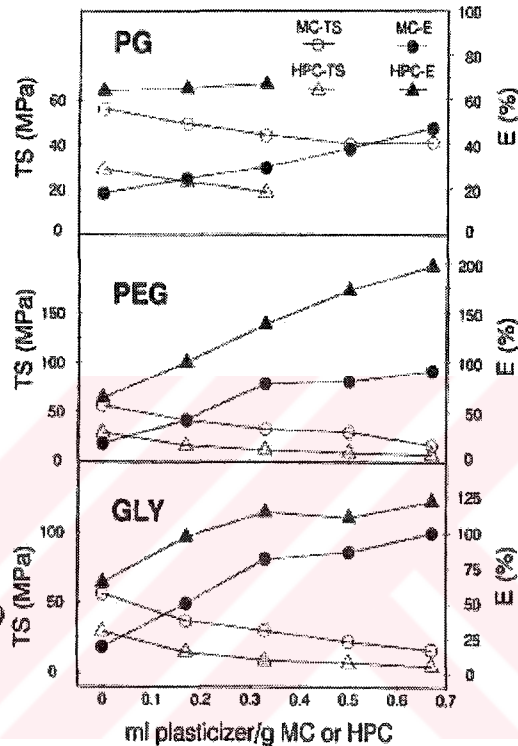 PG
MC-TS
MC-E
HPC-TS
HPC-E
TS (MPa)
60
40
20
0
E (%)
100
80
60
40
20
0
PEG
TS (MPa)
150
100
50
0
E (%)
200
150
100
50
0
GLY
TS (MPa)
100
50
0
E (%)
125
100
75
50
25
0
0 0.1 0.2 0.3 0.4 0.5 0.6 0.7
ml plasticizer/g MC or HPC